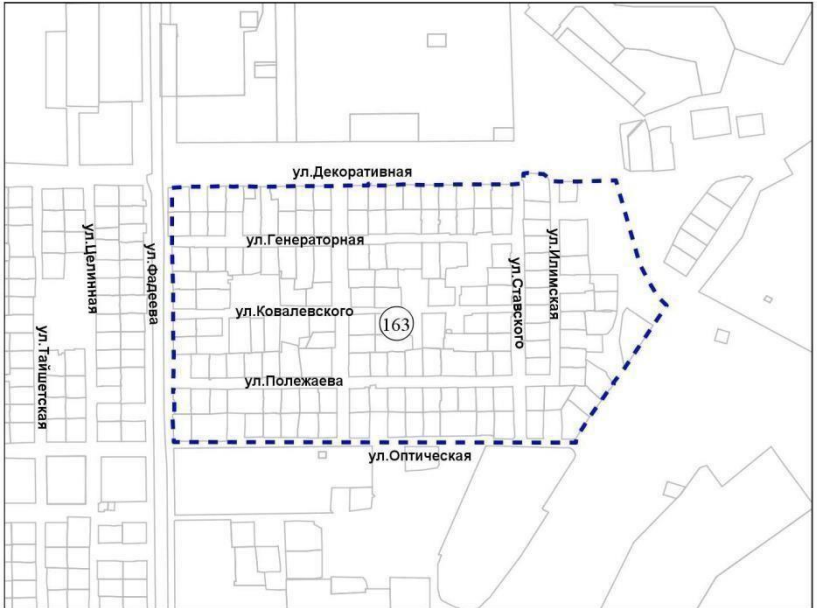 ул.Декоративная
ул.Генераторная
ул.Целинная
ул.Фадеева
ул.Ставского
ул.Илимская
ул.Ковалевского
163
ул.Тайшетская
ул.Полежаева
ул.Оптическая